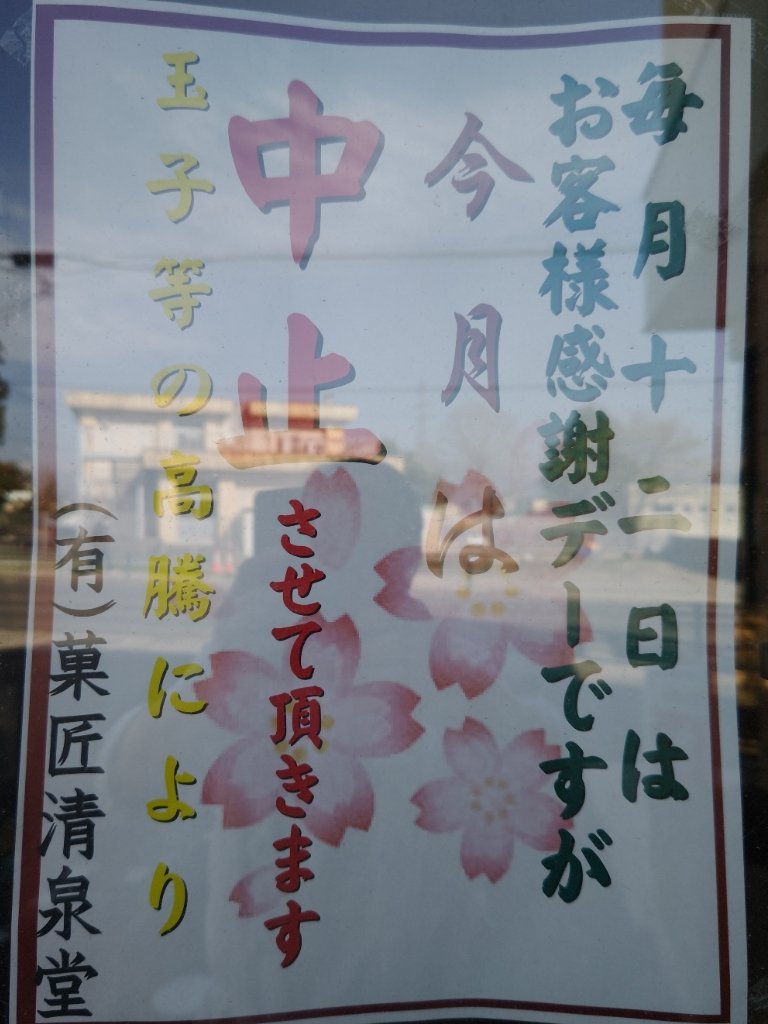 毎月十二日は
お客様感謝デーですが
今月は
中止させて頂きます
玉子等の高騰により
(有)菓匠清泉堂